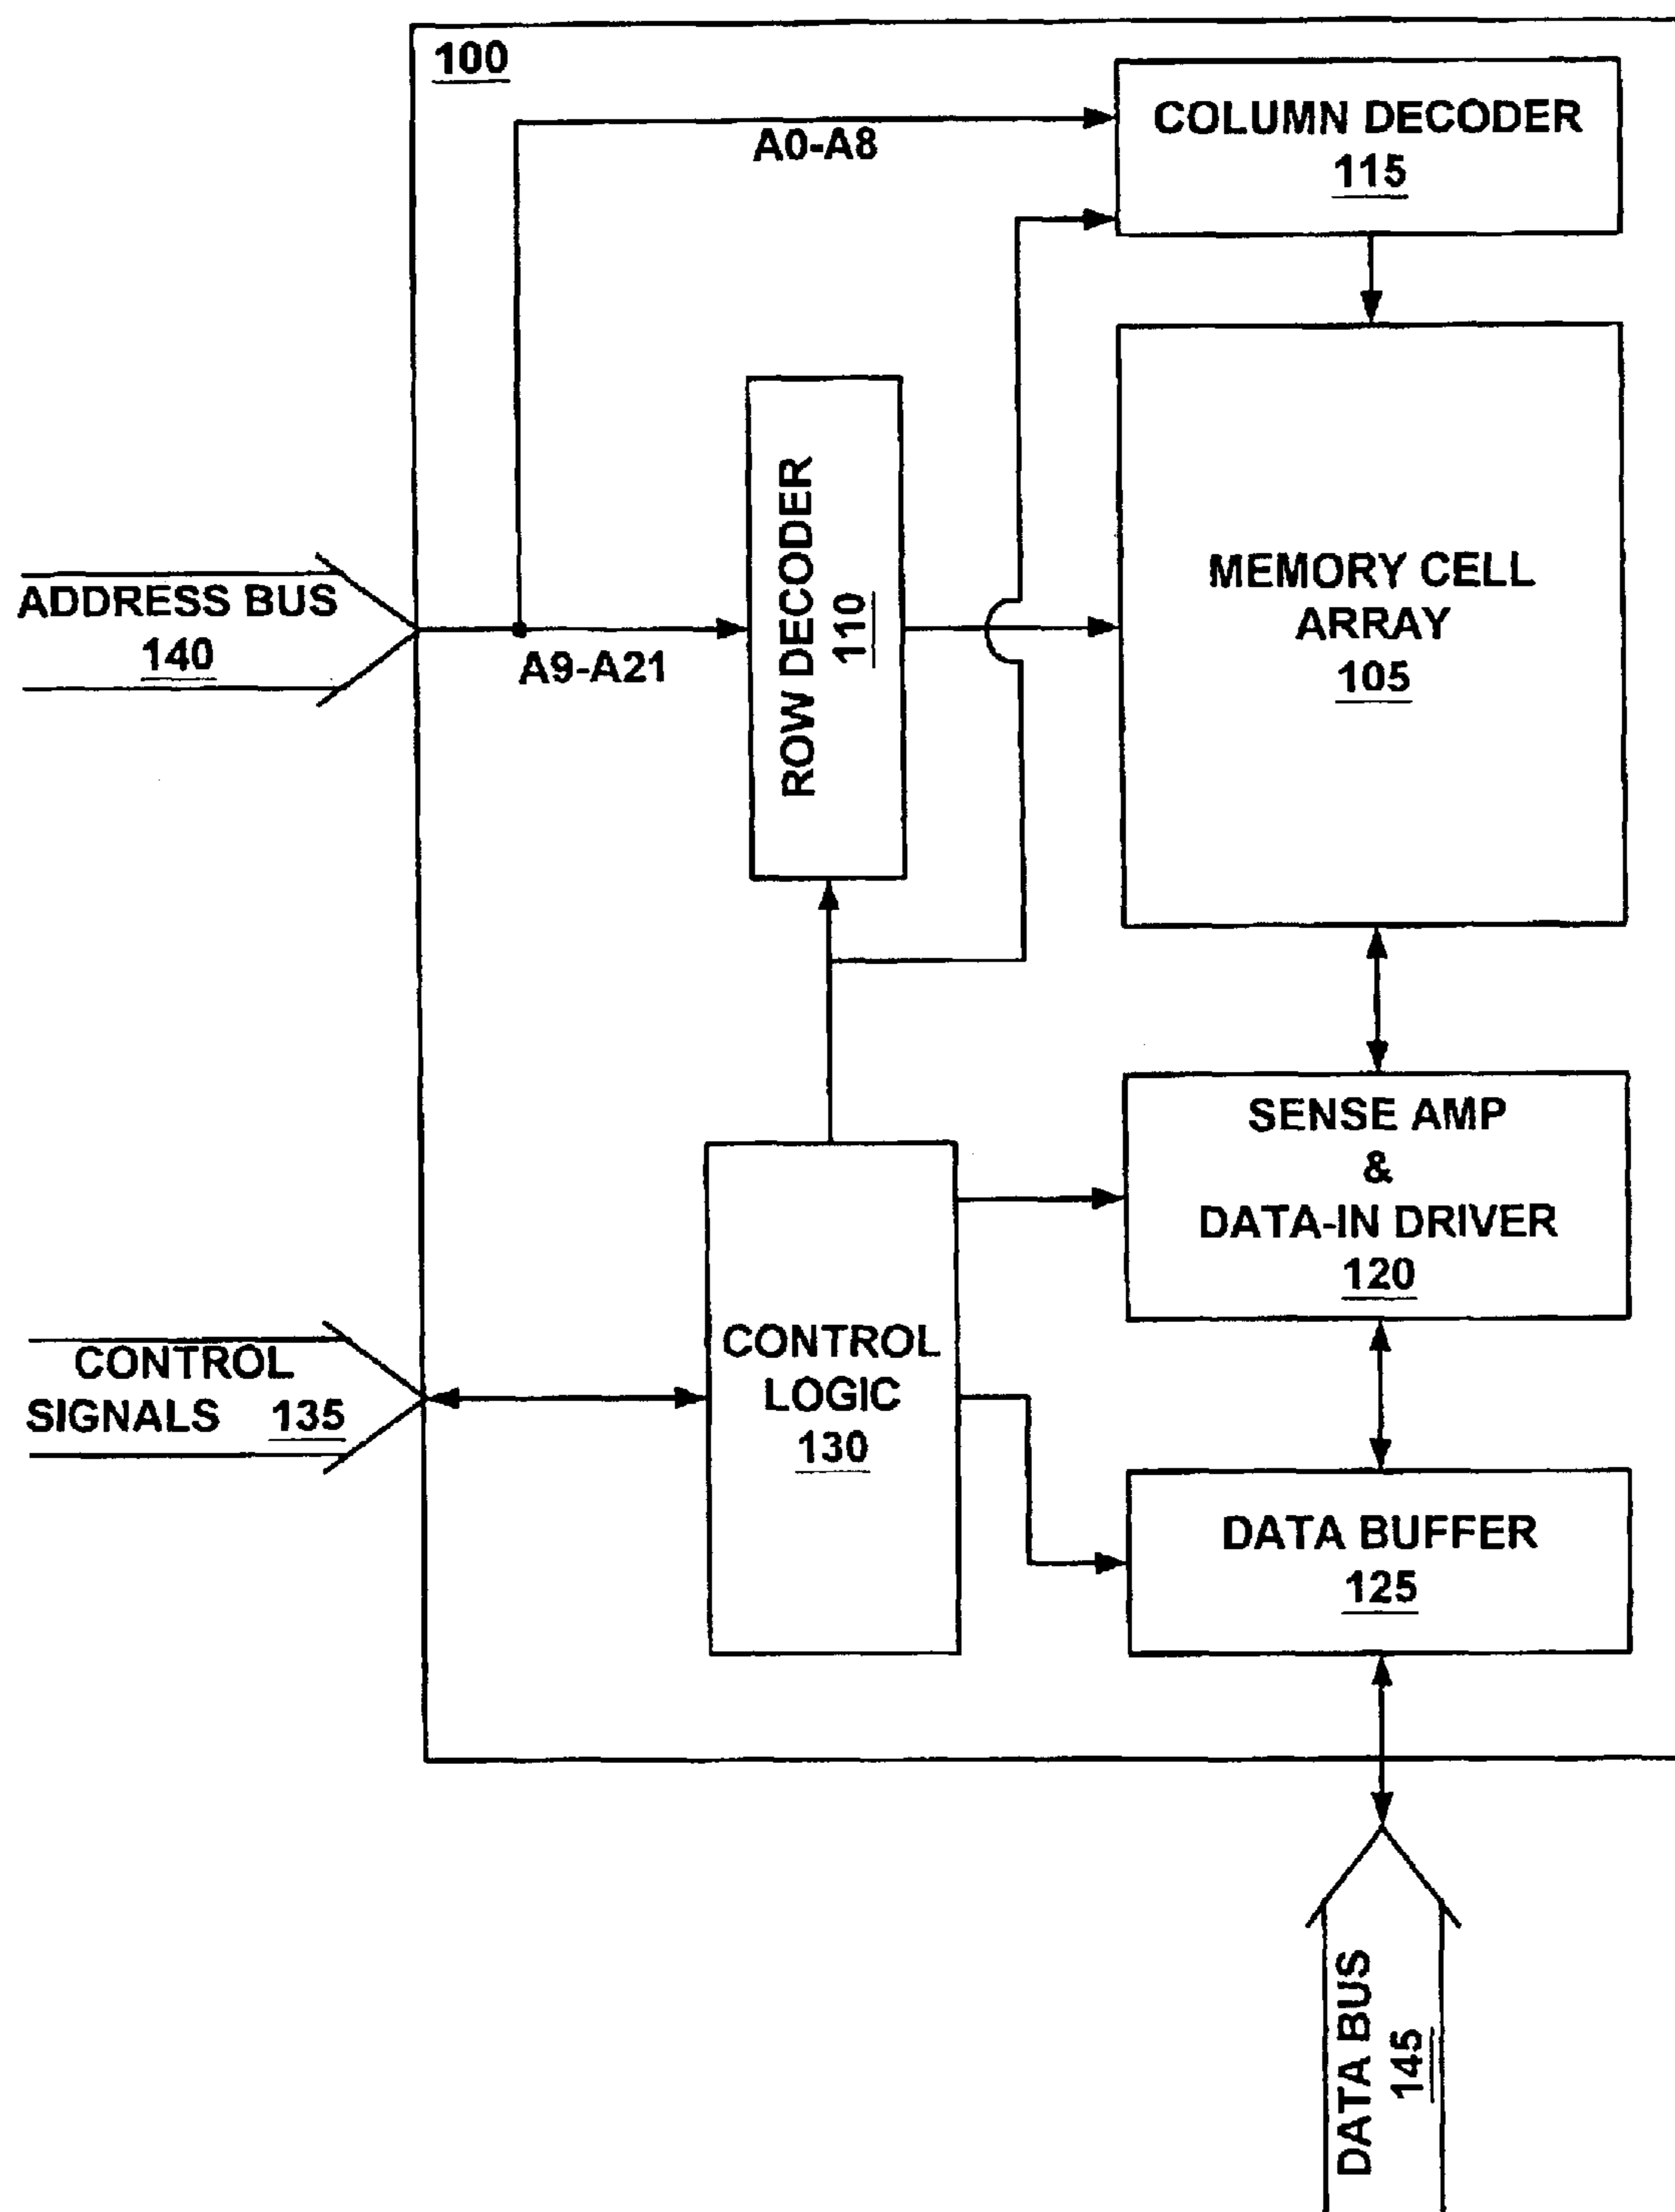 100
COLUMN DECODER
115
A0-A8
ROW DECODER
110
MEMORY CELL
ARRAY
105
ADDRESS BUS
140
A9-A21
SENSE AMP
&
DATA-IN DRIVER
120
CONTROL
SIGNALS 135
CONTROL
LOGIC
130
DATA BUFFER
125
DATA BUS
145